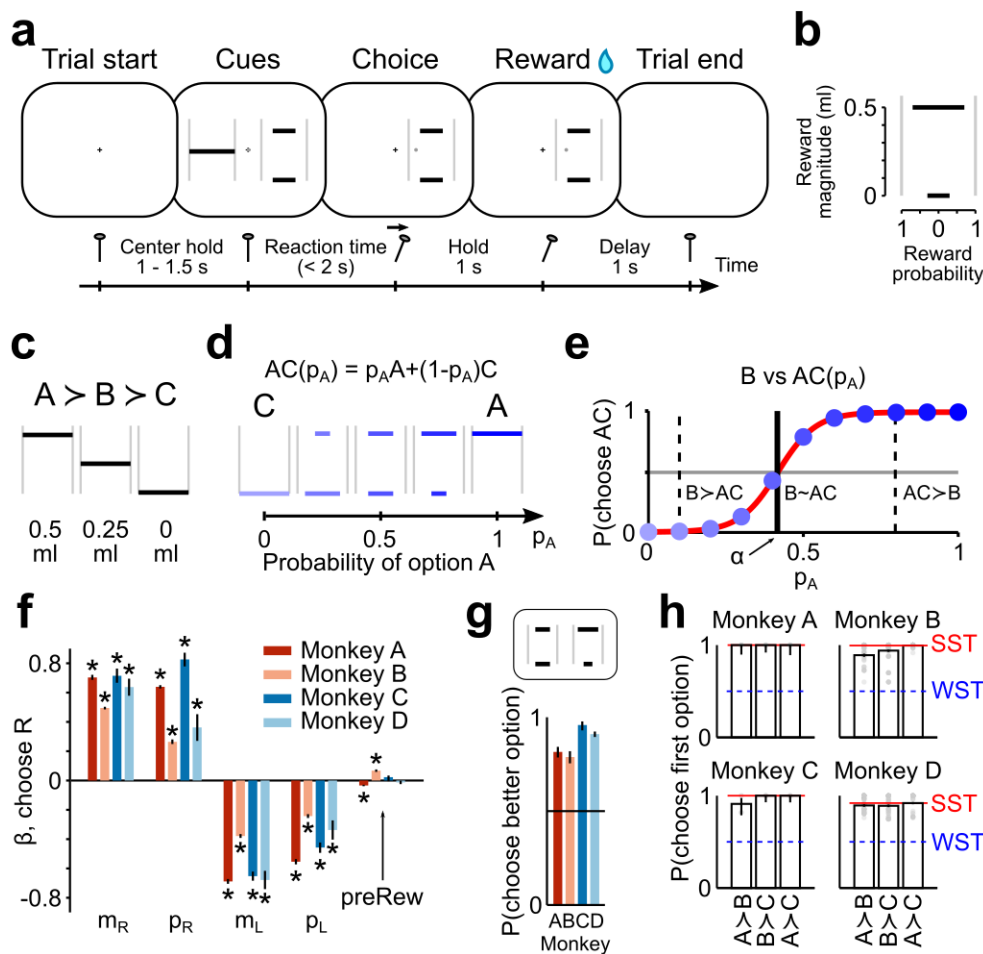 a
Trial start
Cues
Choice
Reward
Trial end
Center hold
1 - 1.5 s
Reaction time
(< 2 s)
Hold
1 s
Delay
1 s
Time
b
Reward
magnitude (ml)
0.5
0
1 0 1
Reward
probability
c
A ≻ B ≻ C
0.5
ml
0.25
ml
0
ml
d
AC(pA) = pAA+(1-pA)C
C
A
0 0.5 1 pA
Probability of option A
e
B vs AC(pA)
P(choose AC)
1
0
B≻AC
B~AC
AC≻B
0 α 0.5 1
pA
f
β, choose R
0.8
0
-0.8
Monkey A
Monkey B
Monkey C
Monkey D
* * * * * * * * * * * * * * * * * *
preRew
mR pR mL pL
g
P(choose better option)
1
0
ABCD
Monkey
h
P(choose first option)
Monkey A
Monkey B
1
0
1
0
SST
WST
Monkey C
Monkey D
1
0
1
0
SST
WST
A≻B
B≻C
A≻C
A≻B
B≻C
A≻C